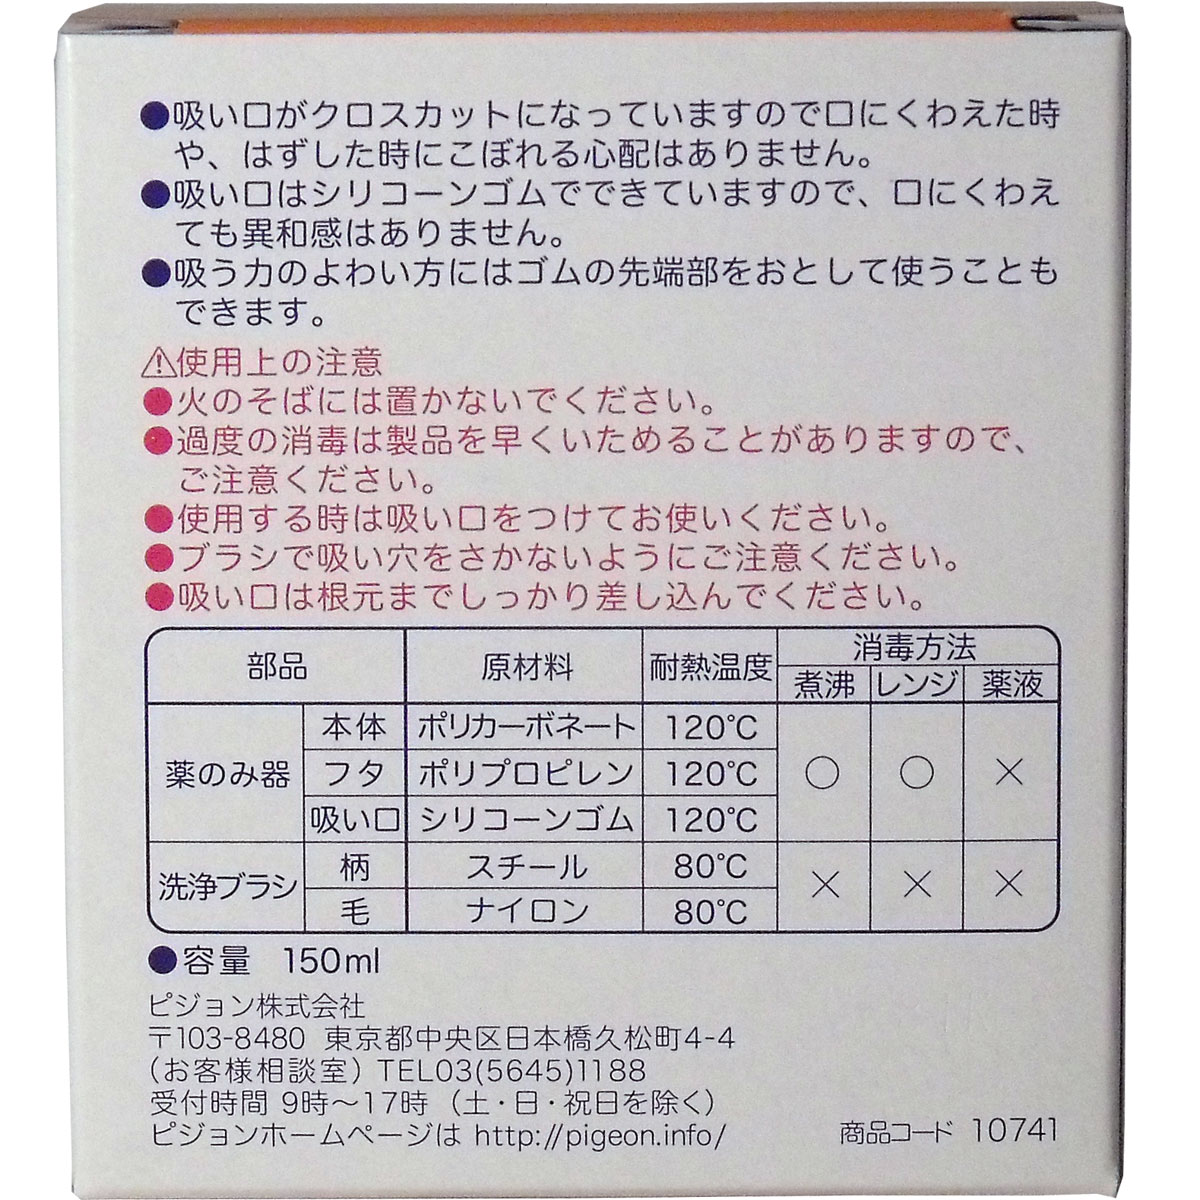 ●吸い口がクロスカットになっていますので口にくわえた時
や、はずした時にこぼれる心配はありません。
●吸い口はシリコーンゴムでできていますので、口にくわえ
ても異和感はありません。
●吸う力のよわい方にはゴムの先端部をおとして使うことも
できます。
⚠使用上の注意
●火のそばには置かないでください。
●過度の消毒は製品を早くいためることがありますので、
ご注意ください。
●使用する時は吸い口をつけてお使いください。
●ブラシで吸い穴をさかないようにご注意ください。
●吸い口は根元までしっかり差し込んでください。
部品 原材料 耐熱温度 消毒方法
煮沸 レンジ 薬液
薬のみ器 本体 ポリカーボネート 120℃ ○ ○ ×
フタ ポリプロピレン 120℃
吸い口 シリコーンゴム 120℃
洗浄ブラシ 柄 スチール 80℃ × × ×
毛 ナイロン 80℃
●容量 150ml
ピジョン株式会社
〒103-8480 東京都中央区日本橋久松町4-4
(お客様相談室) TEL03(5645)1188
受付時間 9時〜17時 (土・日・祝日を除く)
ピジョンホームページは http://pigeon.info/
商品コード 10741